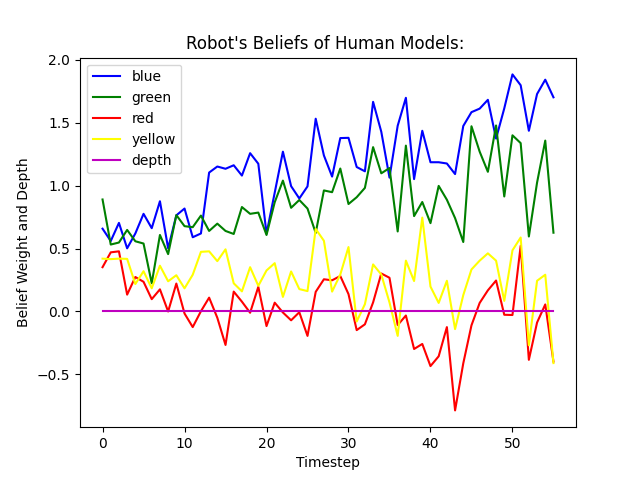 Robot's Beliefs of Human Models:
blue
green
red
yellow
depth
Belief Weight and Depth
2.0
1.5
1.0
0.5
0.0
−0.5
0
10
20
30
40
50
Timestep